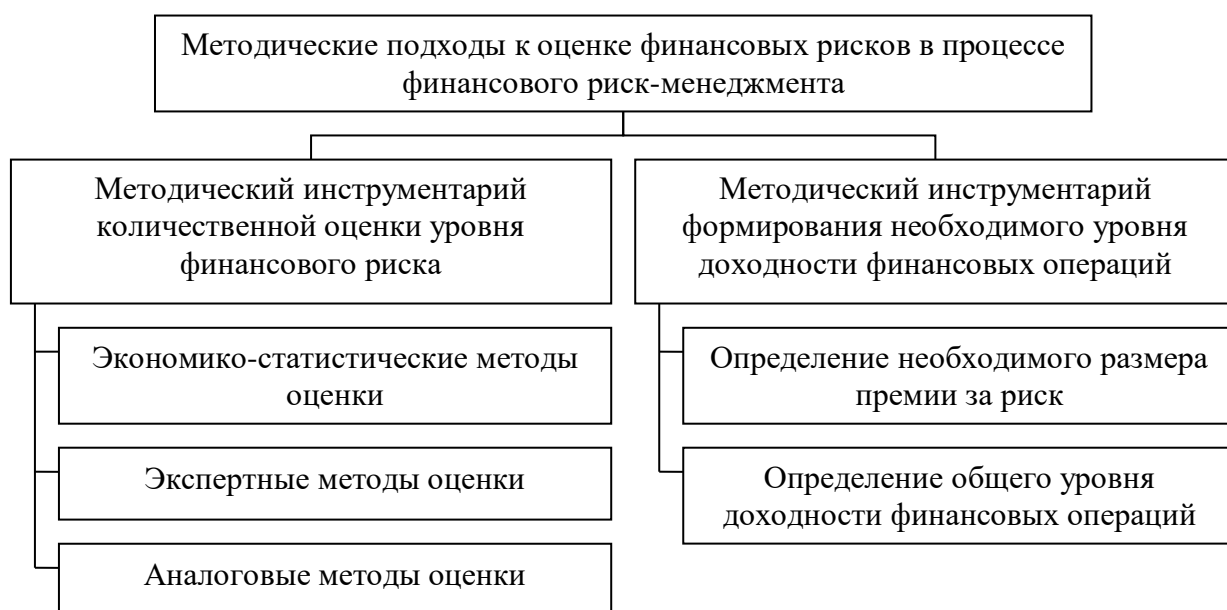 Методические подходы к оценке финансовых рисков в процессе
финансового риск-менеджмента
Методический инструментарий
количественной оценки уровня
финансового риска
Экономико-статистические методы
оценки
Экспертные методы оценки
Аналоговые методы оценки
Методический инструментарий
формирования необходимого уровня
доходности финансовых операций
Определение необходимого размера
премии за риск
Определение общего уровня
доходности финансовых операций